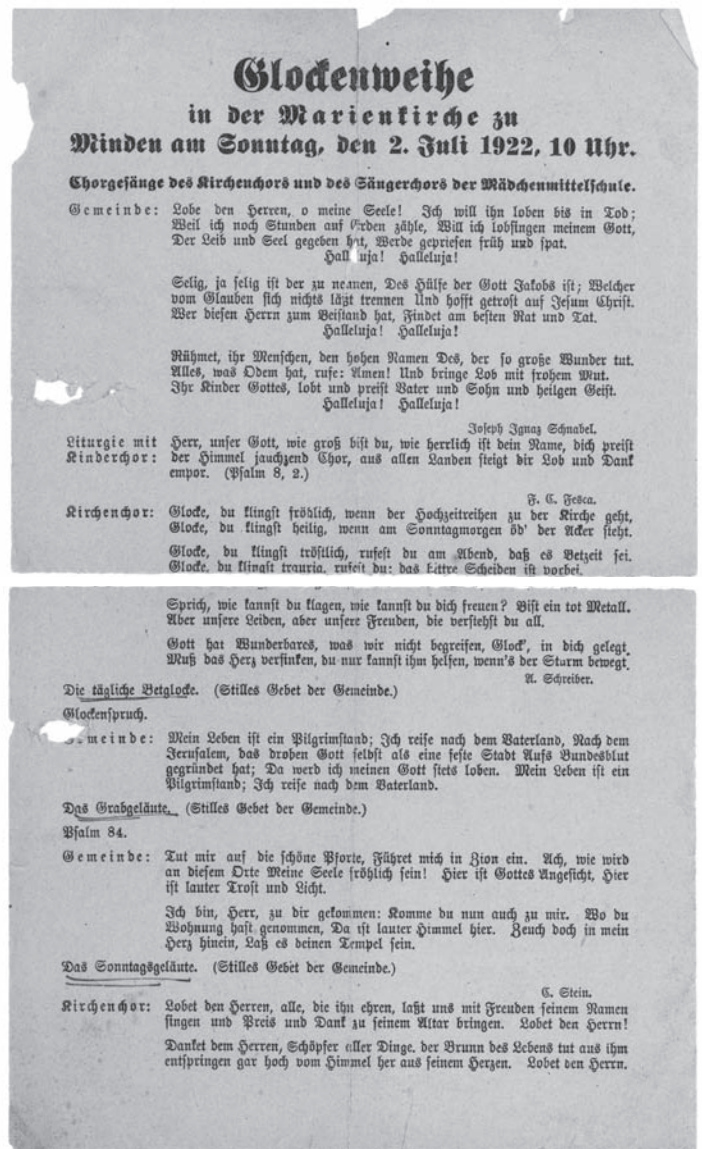 Glockenweihe
in der Marienkirche zu
Minden am Sonntag, den 2. Juli 1922, 10 Uhr.
Chorgesänge des Kirchenchors und des Sängerchors der Mädchenmittelschule.
Gemeinde: Lobe den Herren, o meine Seele! Ich will ihn loben bis in Tod;
Weil ich noch Stunden auf Erden zähle, Will ich lobsingen meinem Gott,
Der Leib und Seel gegeben hat, Werde gepriesen früh und spat.
Halleluja! Halleluja!
Selig, ja selig ist der zu nennen, Des Hülfe der Gott Jakobs ist; Welcher
vom Glauben sich nichts läßt trennen Und hofft getrost auf Jesum Christ.
Wer diesen Herrn zum Beistand hat, Findet am besten Rat und Tat.
Halleluja! Halleluja!
Rühmet, ihr Menschen, den hohen Namen Des, der so große Wunder tut.
Alles, was Odem hat, rufe: Amen! Und bringe Lob mit frohem Mut.
Ihr Kinder Gottes, lobt und preist Vater und Sohn und heilgen Geist.
Halleluja! Halleluja!
Joseph Ignaz Schnabel.
Liturgie mit Herr, unser Gott, wie groß bist du, wie herrlich ist dein Name, dich preist
Kinderchor: der Himmel jauchzend Chor, aus allen Landen steigt dir Lob und Dank
empor. (Psalm 8, 2.)
F. C. Fesca.
Kirchenchor: Glocke, du klingst fröhlich, wenn der Hochzeitreihen zu der Kirche geht,
Glocke, du klingst heilig, wenn am Sonntagmorgen öd' der Acker steht.
Glocke, du klingst tröstlich, rufest du am Abend, daß es Betzeit sei.
Glocke, du klingst traurig, rufest du: das bittre Scheiden ist vorbei.
Sprich, wie kannst du klagen, wie kannst du dich freuen? Bist ein tot Metall.
Aber unsere Leiden, aber unsere Freuden, die verstehst du all.
Gott hat Wunderbares, was wir nicht begreifen, Glock', in dich gelegt.
Muß das Herz versinken, du nur kannst ihm helfen, wenn's der Sturm bewegt.
A. Schreiber.
Die tägliche Betglocke. (Stilles Gebet der Gemeinde.)
Glockenspruch.
Gemeinde: Mein Leben ist ein Pilgrimstand; Ich reise nach dem Vaterland, Nach dem
Jerusalem, das droben Gott selbst als eine feste Stadt Aufs Bundesblut
gegründet hat; Da werd ich meinen Gott stets loben. Mein Leben ist ein
Pilgrimstand; Ich reise nach dem Vaterland.
Das Grabgeläute. (Stilles Gebet der Gemeinde.)
Psalm 84.
Gemeinde: Tut mir auf die schöne Pforte, Führet mich in Zion ein. Ach, wie wird
an diesem Orte Meine Seele fröhlich sein! Hier ist Gottes Angesicht, Hier
ist lauter Trost und Licht.
Ich bin, Herr, zu dir gekommen: Komme du nun auch zu mir. Wo du
Wohnung hast genommen, Da ist lauter Himmel hier. Zeuch doch in mein
Herz hinein, Laß es deinen Tempel sein.
Das Sonntagsgeläute. (Stilles Gebet der Gemeinde.)
C. Stein.
Kirchenchor: Lobet den Herren, alle, die ihn ehren, laßt uns mit Freuden seinem Namen
singen und Preis und Dank zu seinem Altar bringen. Lobet den Herrn!
Danket dem Herren, Schöpfer aller Dinge, der Brunn des Lebens tut aus ihm
entspringen gar hoch vom Himmel her aus seinem Herzen. Lobet den Herrn.